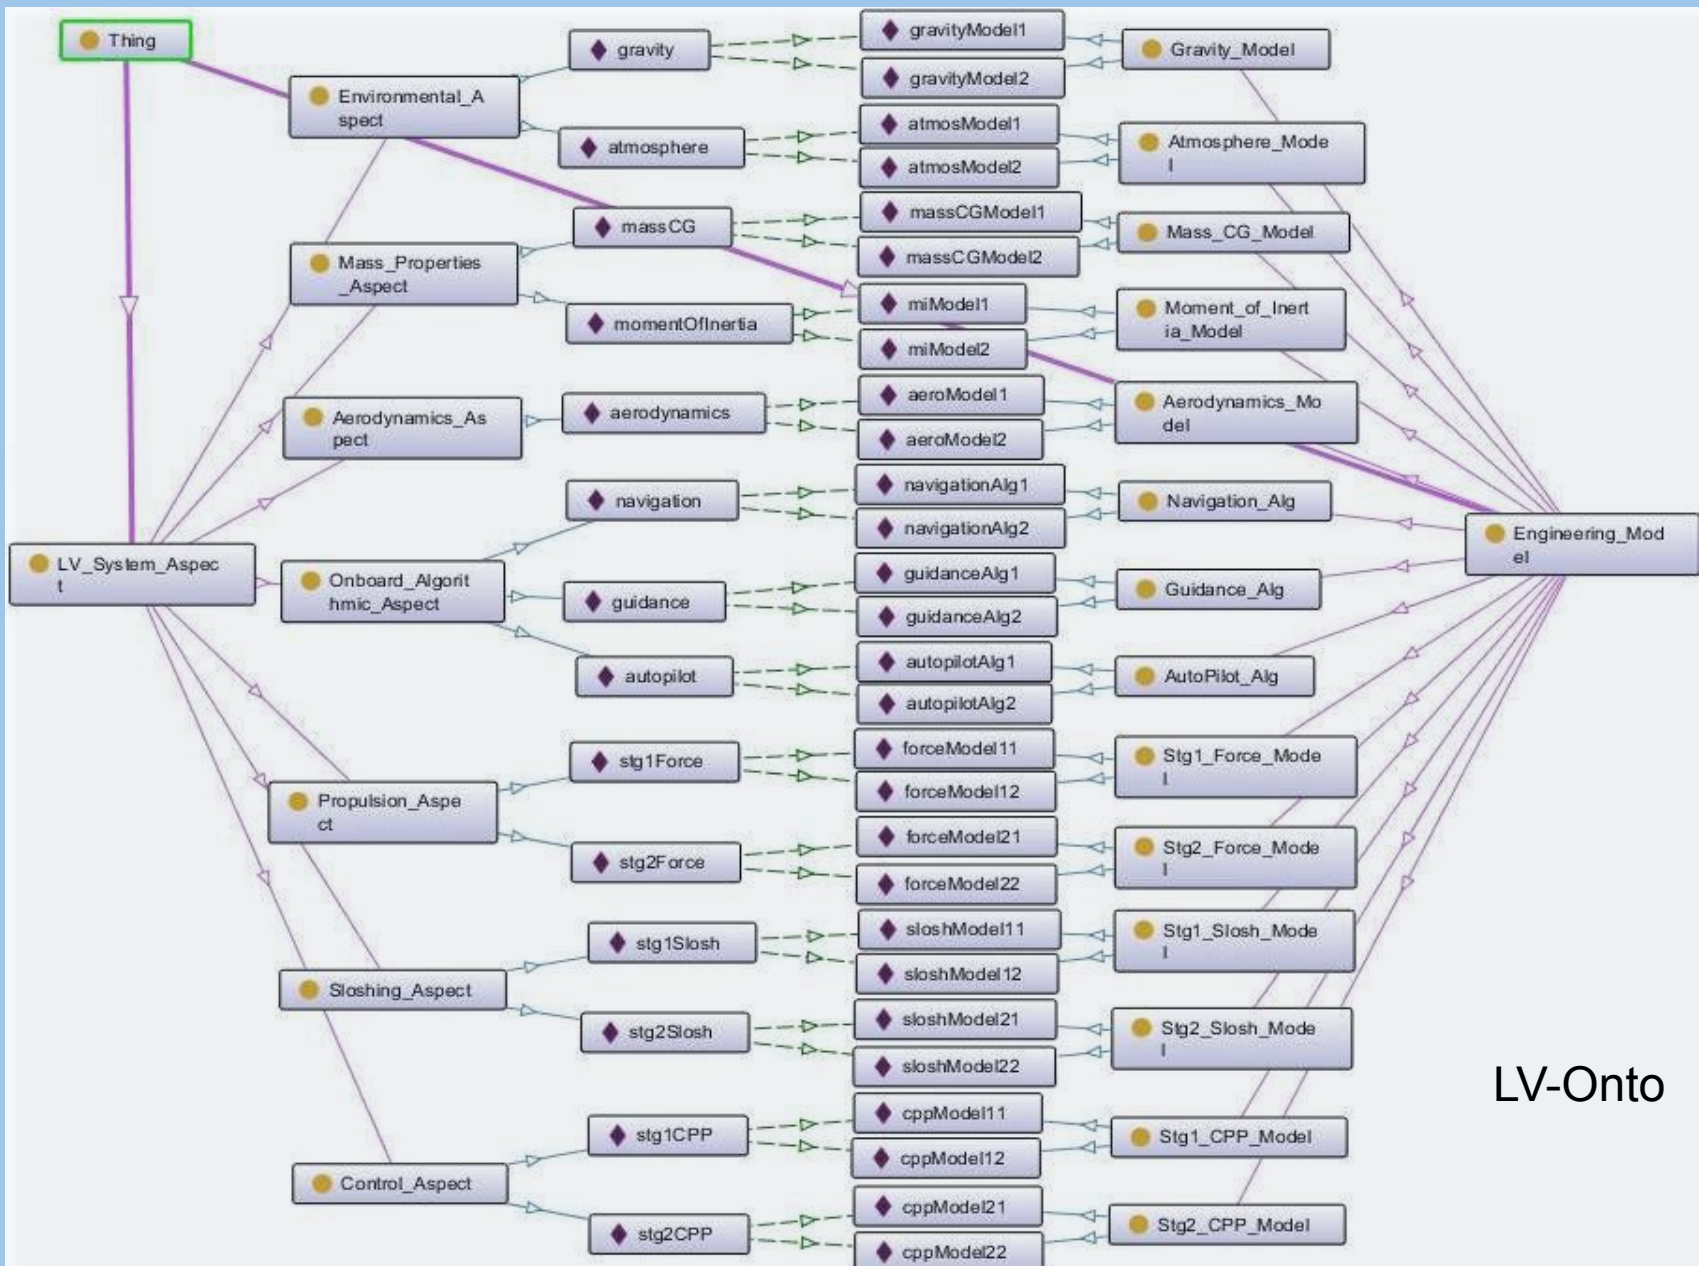 Thing
Environmental_A
spect
Mass_Properties
_Aspect
Aerodynamics_As
pect
LV_System_Aspec
t
Onboard_Algorit
hmic_Aspect
Propulsion_Aspe
ct
Sloshing_Aspect
Control_Aspect
gravity
atmosphere
massCG
momentOfInertia
aerodynamics
navigation
guidance
autopilot
stg1Force
stg2Force
stg1Slosh
stg2Slosh
stg1CPP
stg2CPP
gravityModel1
gravityModel2
atmosModel1
atmosModel2
massCGModel1
massCGModel2
miModel1
miModel2
aeroModel1
aeroModel2
navigationAlg1
navigationAlg2
guidanceAlg1
guidanceAlg2
autopilotAlg1
autopilotAlg2
forceModel11
forceModel12
forceModel21
forceModel22
sloshModel11
sloshModel12
sloshModel21
sloshModel22
cppModel11
cppModel12
cppModel21
cppModel22
Gravity_Model
Atmosphere_Mode
l
Mass_CG_Model
Moment_of_Inert
ia_Model
Aerodynamics_Mo
del
Navigation_Alg
Guidance_Alg
AutoPilot_Alg
Stg1_Force_Mode
l
Stg2_Force_Mode
l
Stg1_Slosh_Mode
l
Stg2_Slosh_Mode
l
Stg1_CPP_Model
Stg2_CPP_Model
Engineering_Mod
el
LV-Onto